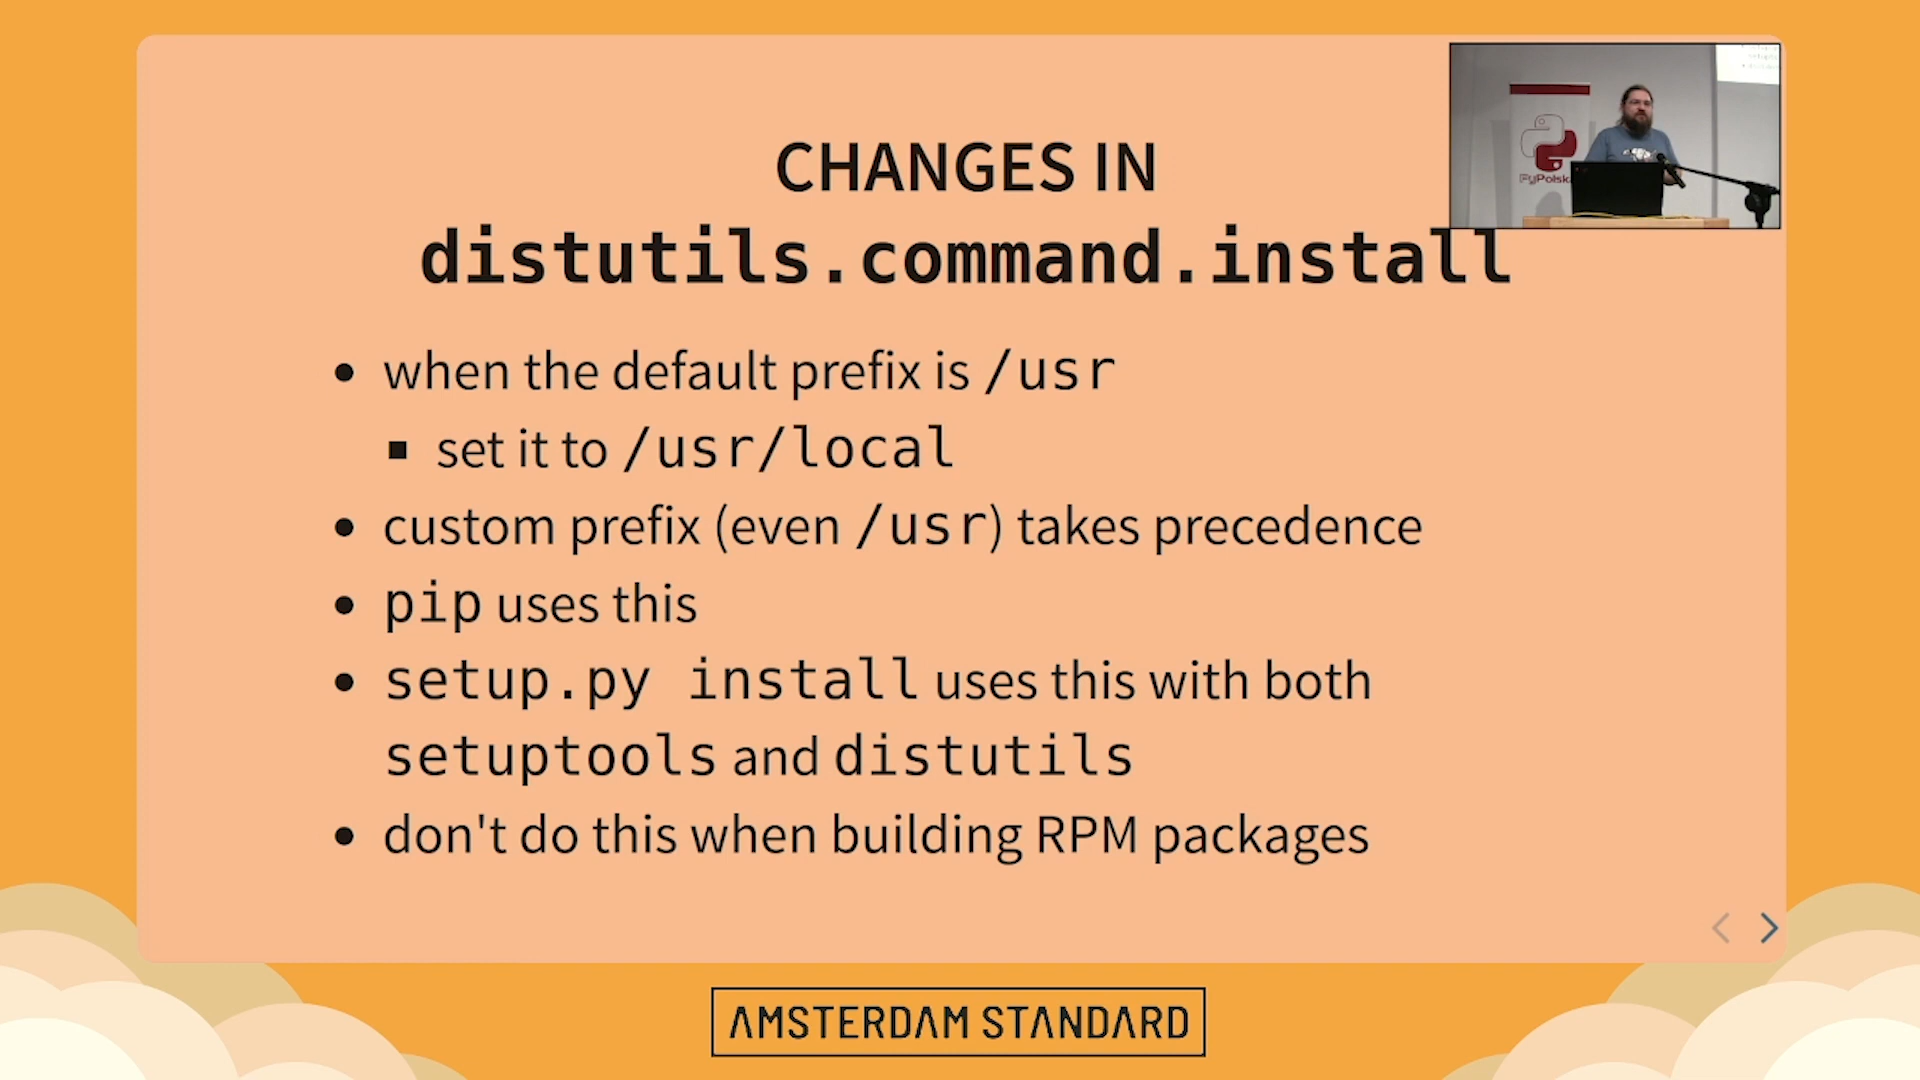 CHANGES IN
distutils.command.install
when the default prefix is /usr
set it to /usr/local
custom prefix (even /usr) takes precedence
pip uses this
setup.py install uses this with both
setuptools and distutils
don't do this when building RPM packages
PyPolska
AMSTERDAM STANDARD